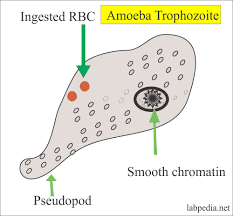 Ingested RBC
Amoeba Trophozoite
Smooth chromatin
Pseudopod
labpedia.net